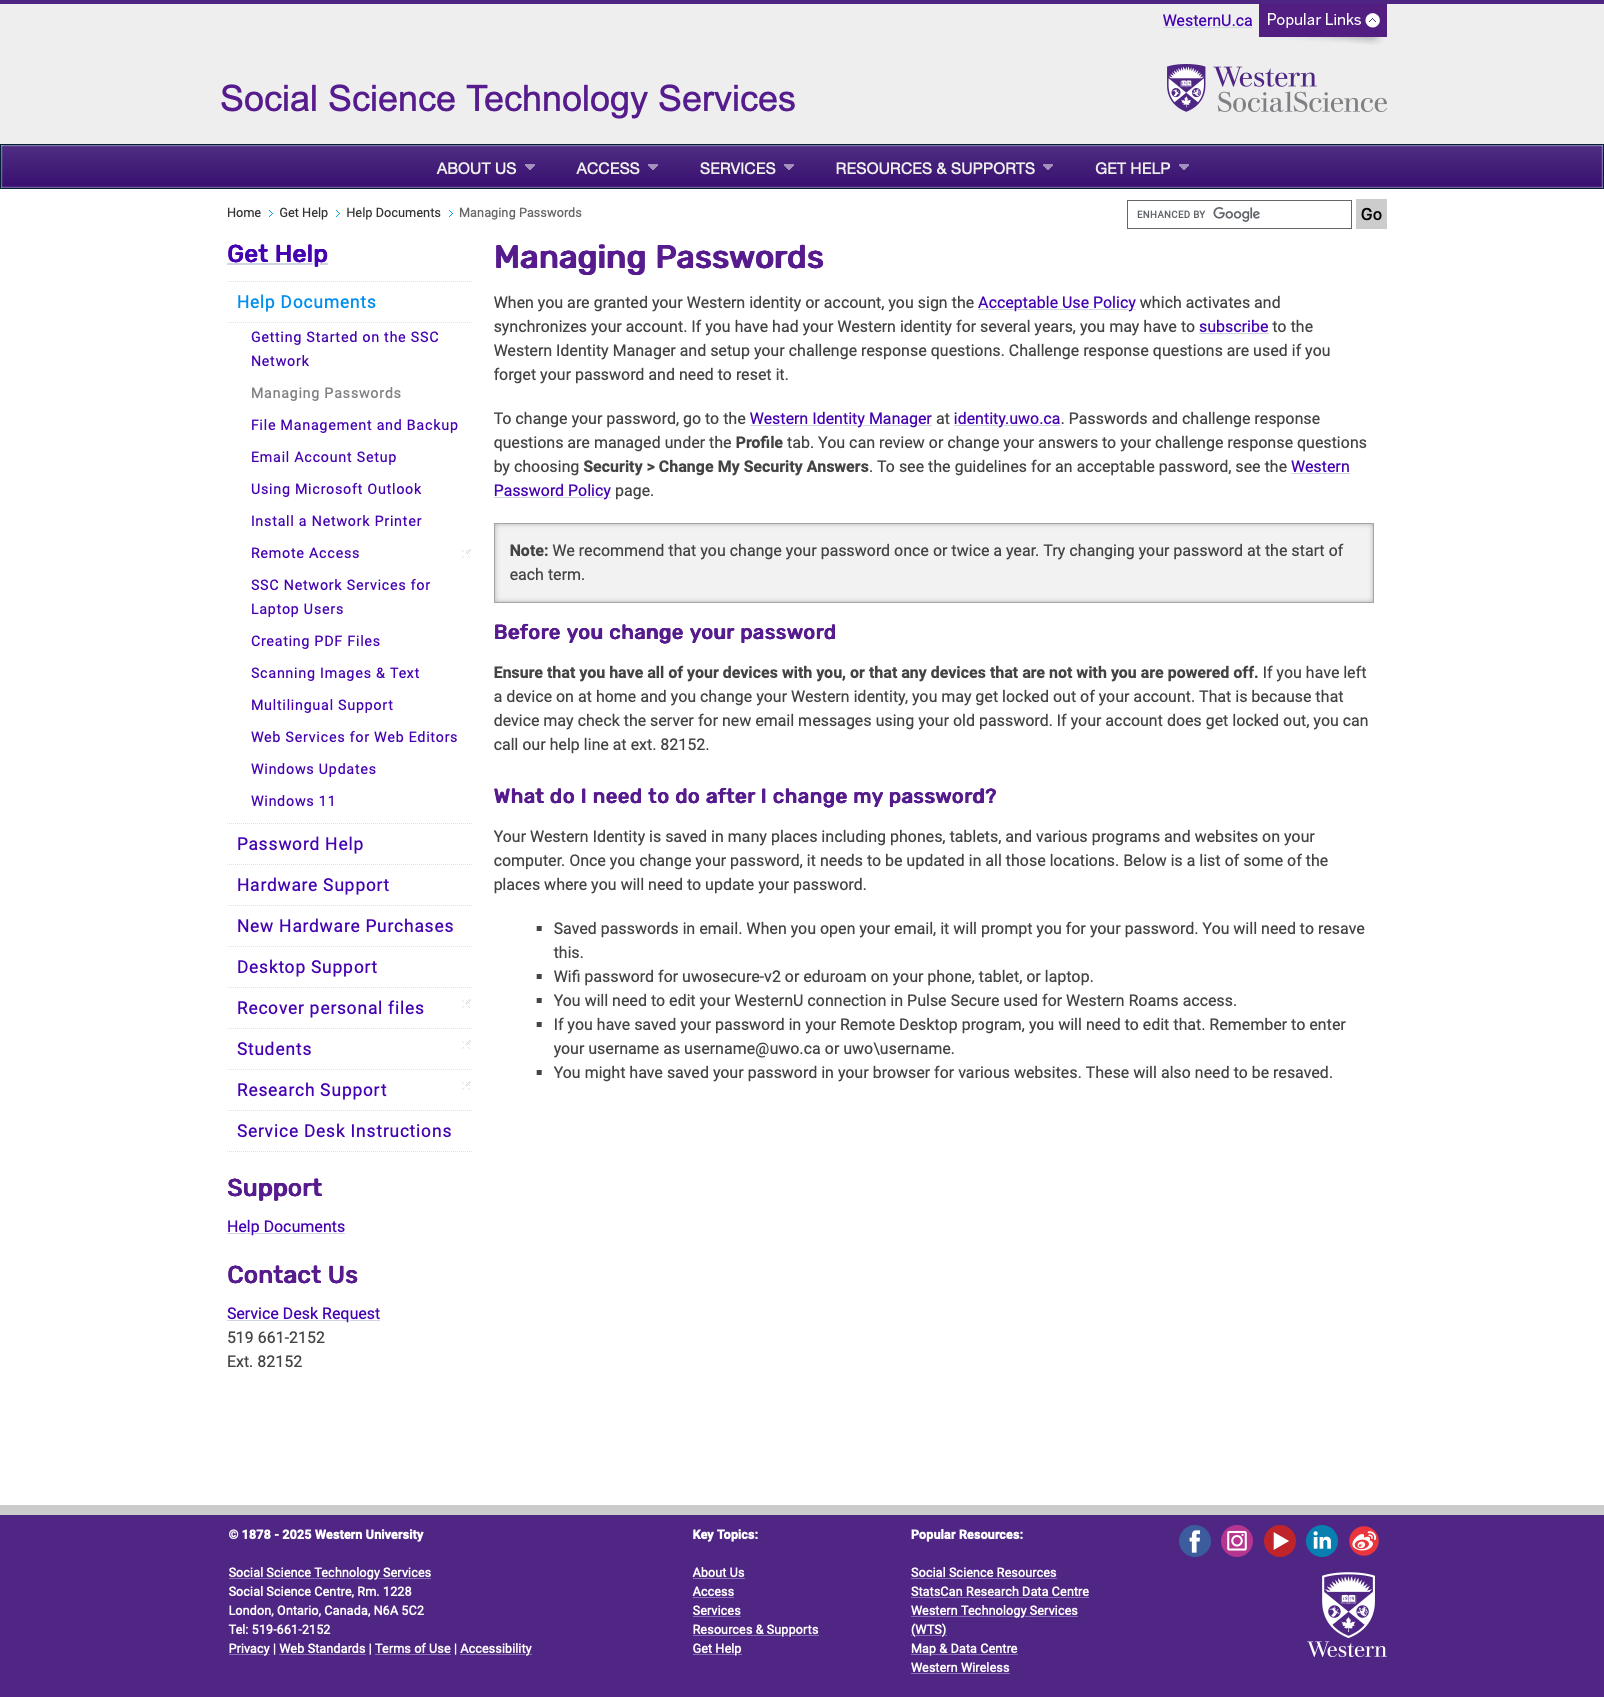 WesternU.ca
Popular Links
Social Science Technology Services
Western
SocialScience
ABOUT US
ACCESS
SERVICES
RESOURCES & SUPPORTS
GET HELP
Home
Get Help
Help Documents
Managing Passwords
ENHANCED BY Google
Go
Get Help
Help Documents
Getting Started on the SSC
Network
Managing Passwords
File Management and Backup
Email Account Setup
Using Microsoft Outlook
Install a Network Printer
Remote Access
SSC Network Services for
Laptop Users
Creating PDF Files
Scanning Images & Text
Multilingual Support
Web Services for Web Editors
Windows Updates
Windows 11
Password Help
Hardware Support
New Hardware Purchases
Desktop Support
Recover personal files
Students
Research Support
Service Desk Instructions
Support
Help Documents
Contact Us
Service Desk Request
519 661-2152
Ext. 82152
Managing Passwords
When you are granted your Western identity or account, you sign the Acceptable Use Policy which activates and
synchronizes your account. If you have had your Western identity for several years, you may have to subscribe to the
Western Identity Manager and setup your challenge response questions. Challenge response questions are used if you
forget your password and need to reset it.
To change your password, go to the Western Identity Manager at identity.uwo.ca. Passwords and challenge response
questions are managed under the Profile tab. You can review or change your answers to your challenge response questions
by choosing Security > Change My Security Answers. To see the guidelines for an acceptable password, see the Western
Password Policy page.
Note: We recommend that you change your password once or twice a year. Try changing your password at the start of
each term.
Before you change your password
Ensure that you have all of your devices with you, or that any devices that are not with you are powered off. If you have left
a device on at home and you change your Western identity, you may get locked out of your account. That is because that
device may check the server for new email messages using your old password. If your account does get locked out, you can
call our help line at ext. 82152.
What do I need to do after I change my password?
Your Western Identity is saved in many places including phones, tablets, and various programs and websites on your
computer. Once you change your password, it needs to be updated in all those locations. Below is a list of some of the
places where you will need to update your password.
▪ Saved passwords in email. When you open your email, it will prompt you for your password. You will need to resave
this.
▪ Wifi password for uwosecure-v2 or eduroam on your phone, tablet, or laptop.
▪ You will need to edit your WesternU connection in Pulse Secure used for Western Roams access.
▪ If you have saved your password in your Remote Desktop program, you will need to edit that. Remember to enter
your username as username@uwo.ca or uwo\username.
▪ You might have saved your password in your browser for various websites. These will also need to be resaved.
© 1878 - 2025 Western University
Social Science Technology Services
Social Science Centre, Rm. 1228
London, Ontario, Canada, N6A 5C2
Tel: 519-661-2152
Privacy | Web Standards | Terms of Use | Accessibility
Key Topics:
About Us
Access
Services
Resources & Supports
Get Help
Popular Resources:
Social Science Resources
StatsCan Research Data Centre
Western Technology Services
(WTS)
Map & Data Centre
Western Wireless
Western